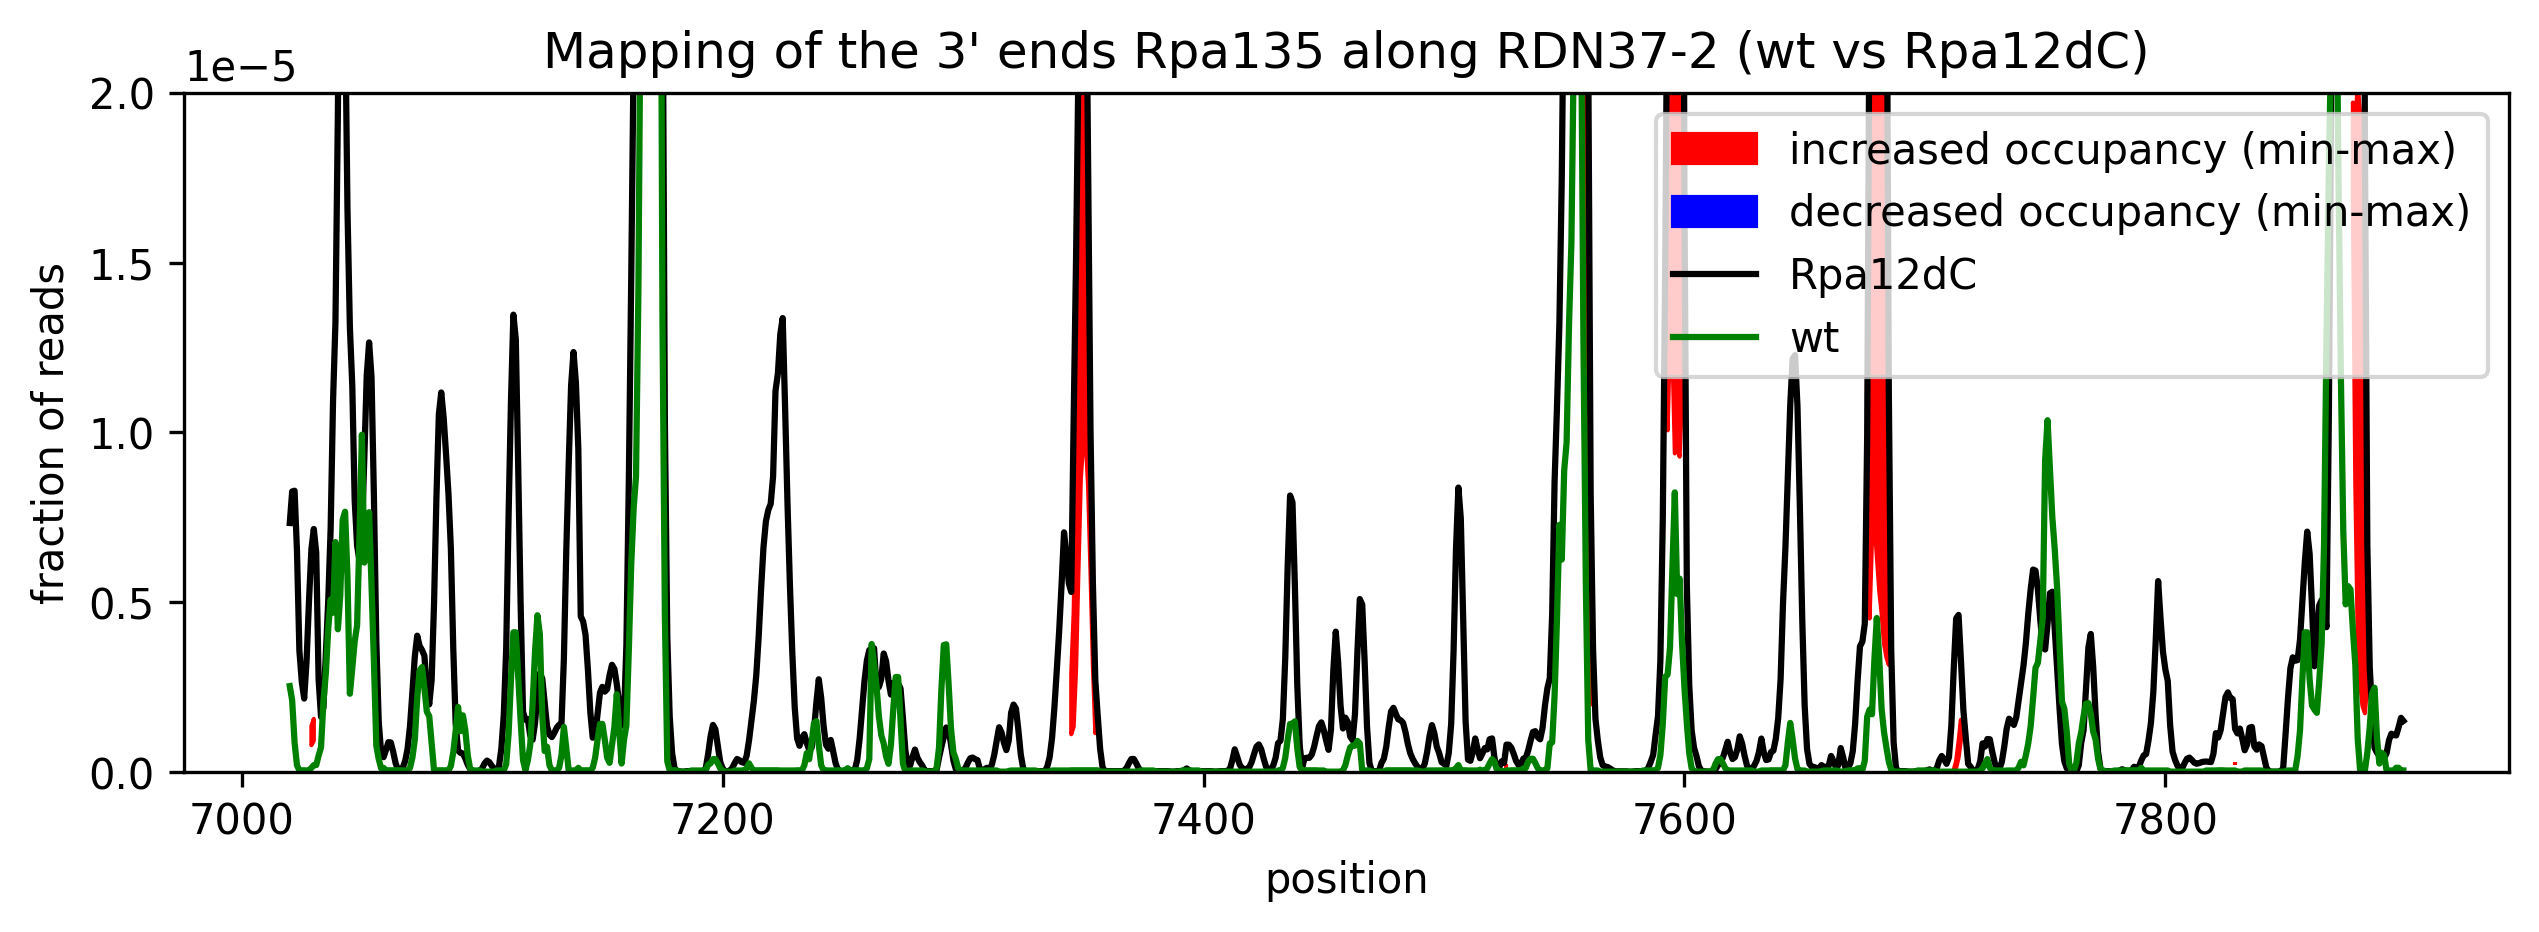 Mapping of the 3' ends Rpa135 along RDN37-2 (wt vs Rpa12dC)
1e−5
2.0
1.5
1.0
0.5
0.0
fraction of reads
increased occupancy (min-max)
decreased occupancy (min-max)
Rpa12dC
wt
7000
7200
7400
7600
7800
position